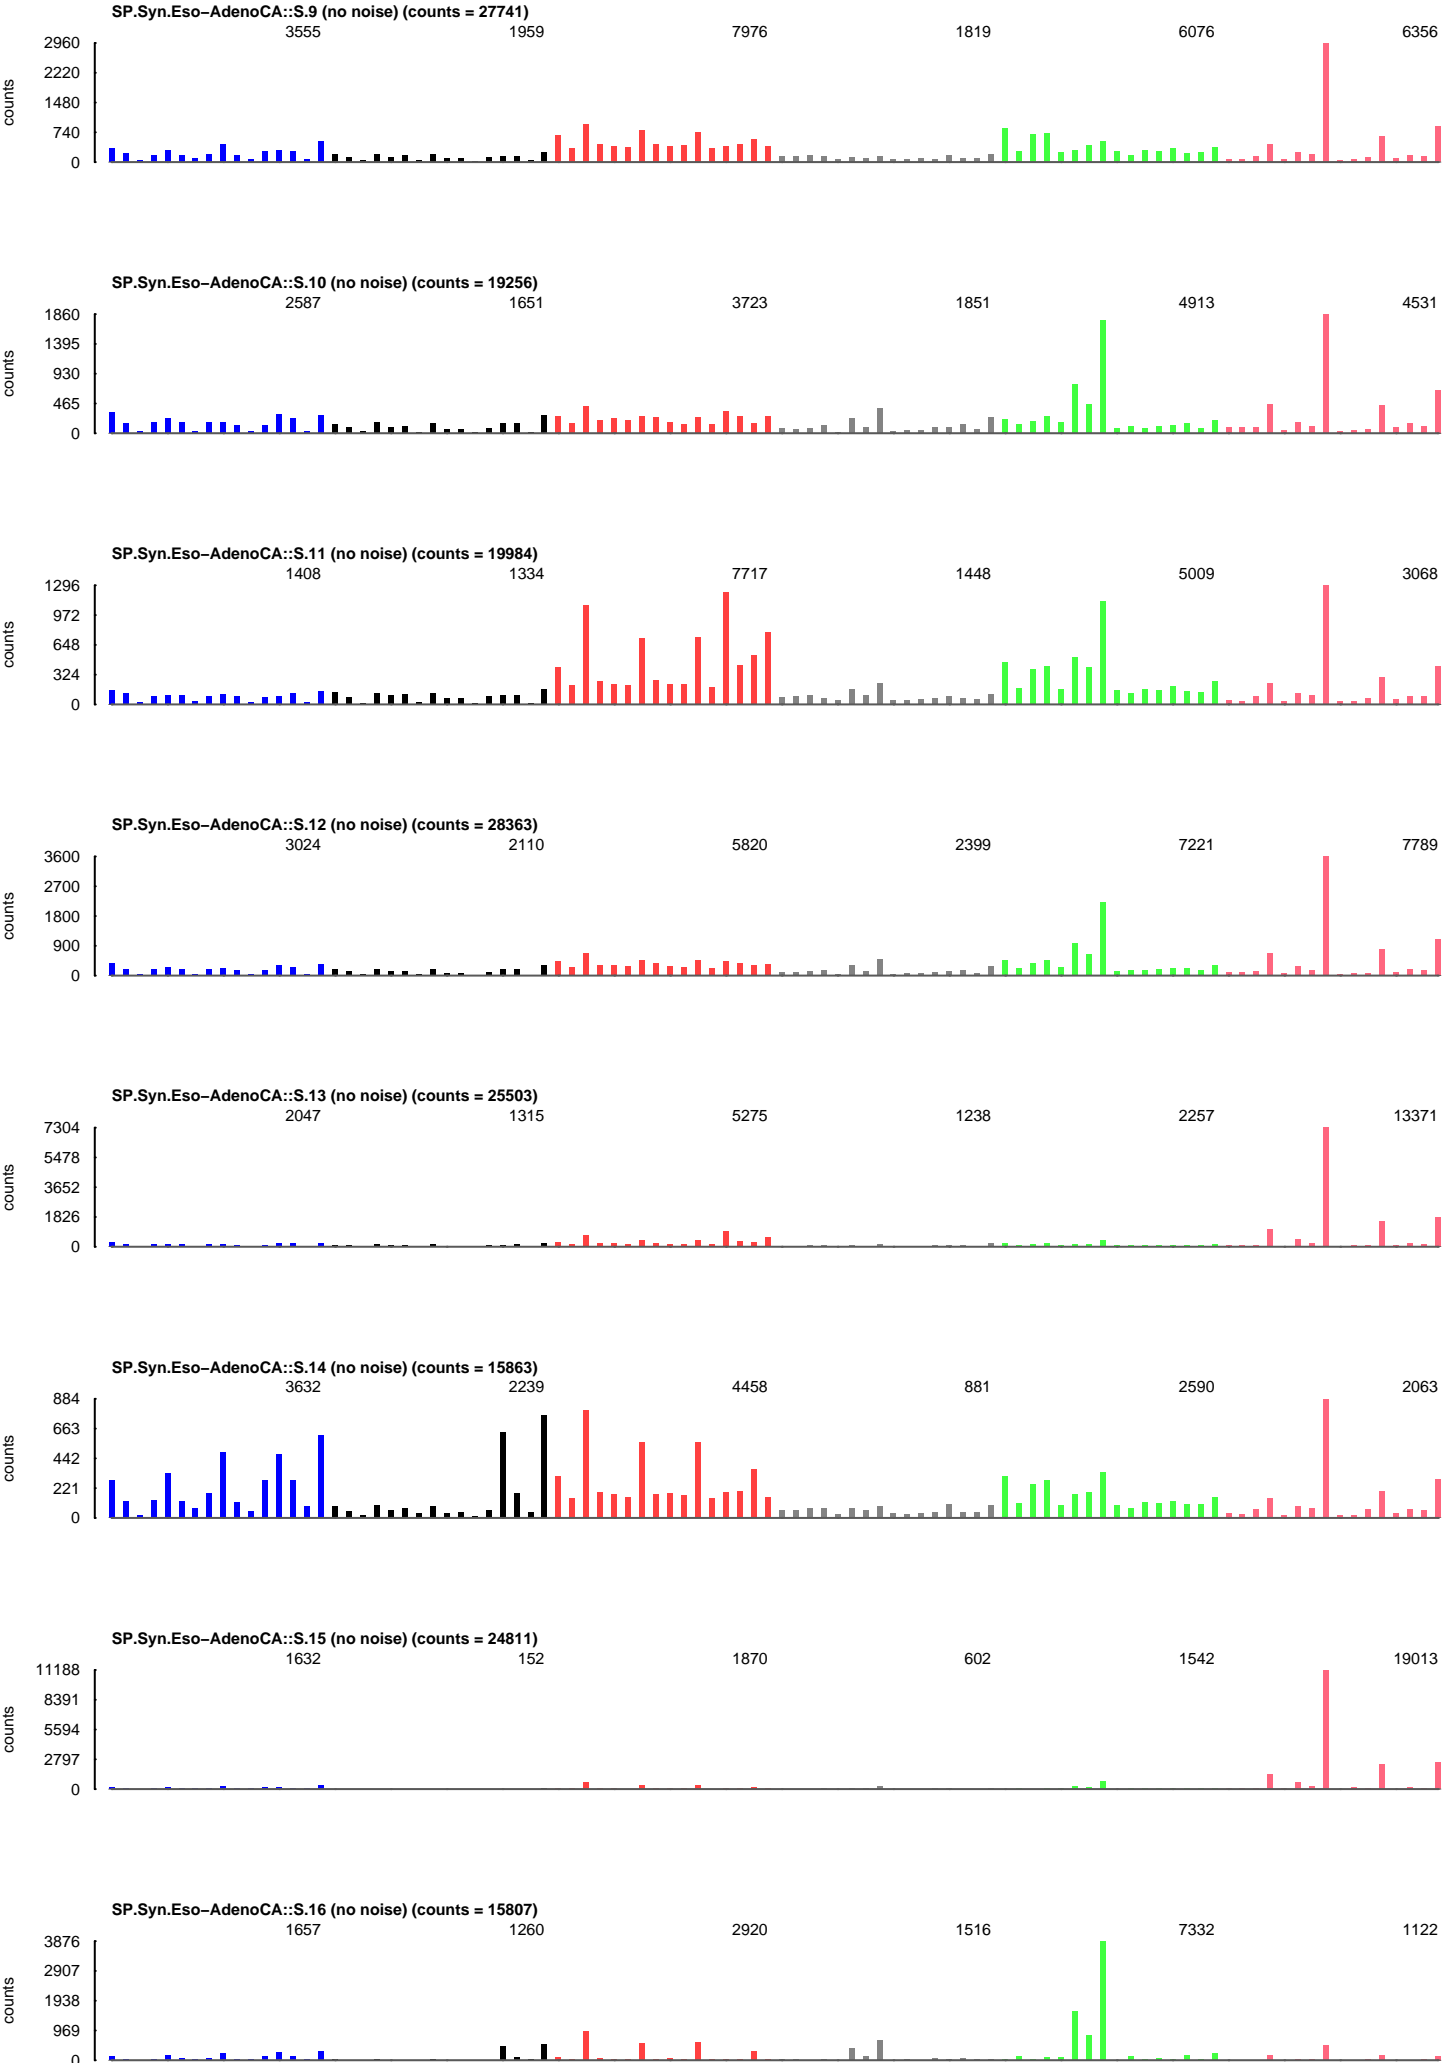 SP.Syn.Eso−AdenoCA::S.9 (no noise) (counts = 27741)
3555 1959 7976 1819 6076 6356
2960
2220
1480
740
0
counts
SP.Syn.Eso−AdenoCA::S.10 (no noise) (counts = 19256)
2587 1651 3723 1851 4913 4531
1860
1395
930
465
0
counts
SP.Syn.Eso−AdenoCA::S.11 (no noise) (counts = 19984)
1408 1334 7717 1448 5009 3068
1296
972
648
324
0
counts
SP.Syn.Eso−AdenoCA::S.12 (no noise) (counts = 28363)
3024 2110 5820 2399 7221 7789
3600
2700
1800
900
0
counts
SP.Syn.Eso−AdenoCA::S.13 (no noise) (counts = 25503)
2047 1315 5275 1238 2257 13371
7304
5478
3652
1826
0
counts
SP.Syn.Eso−AdenoCA::S.14 (no noise) (counts = 15863)
3632 2239 4458 881 2590 2063
884
663
442
221
0
counts
SP.Syn.Eso−AdenoCA::S.15 (no noise) (counts = 24811)
1632 152 1870 602 1542 19013
11188
8391
5594
2797
0
counts
SP.Syn.Eso−AdenoCA::S.16 (no noise) (counts = 15807)
1657 1260 2920 1516 7332 1122
3876
2907
1938
969
0
counts